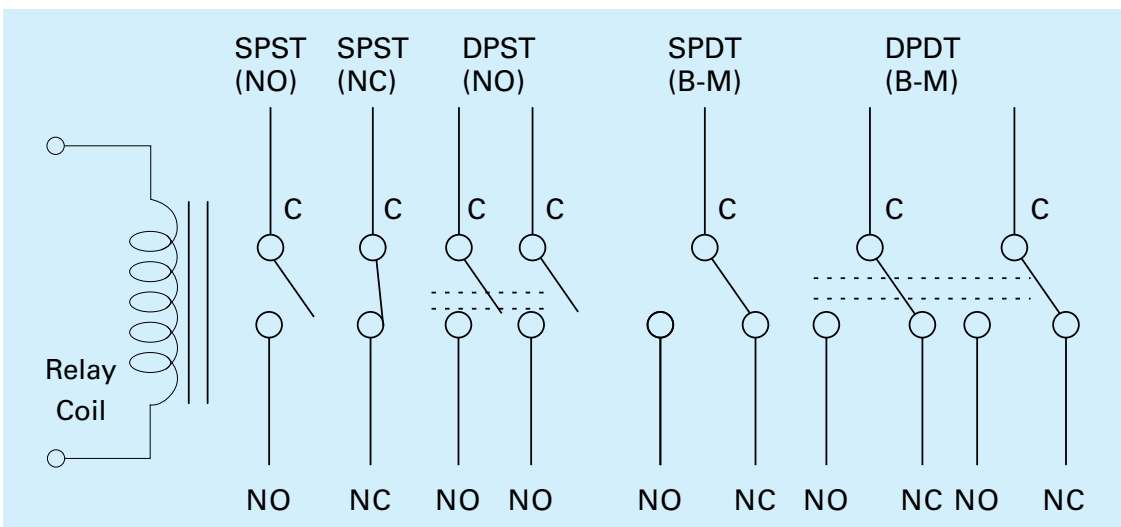 SPST SPST DPST SPDT DPDT
(NO) (NC) (NO) (B-M) (B-M)
C C C C C C C
Relay
Coil
NO NC NO NO NO NC NO NC NO NC